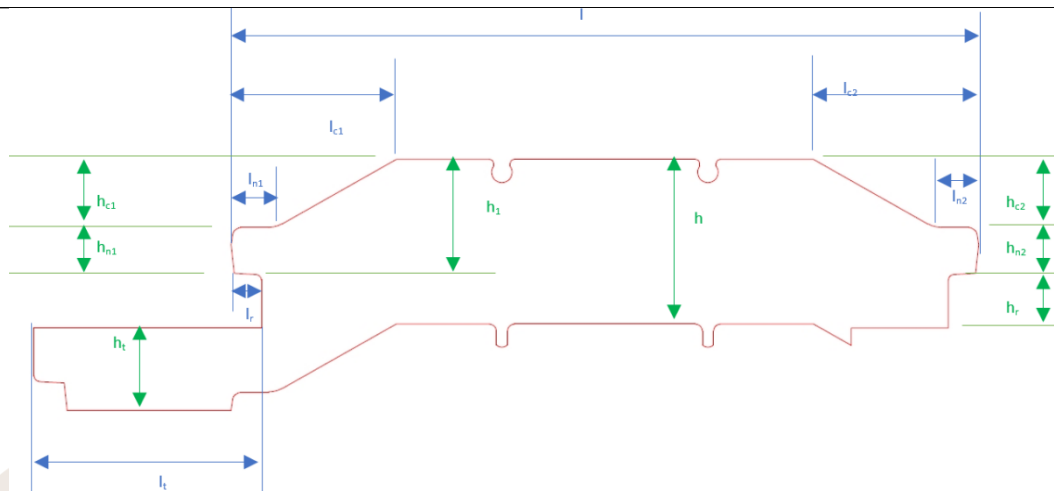 l
l_c2
l_c1
l_n1
l_n2
h_c1
h_1
h
h_c2
h_n1
h_n2
l_r
h_r
h_t
l_t